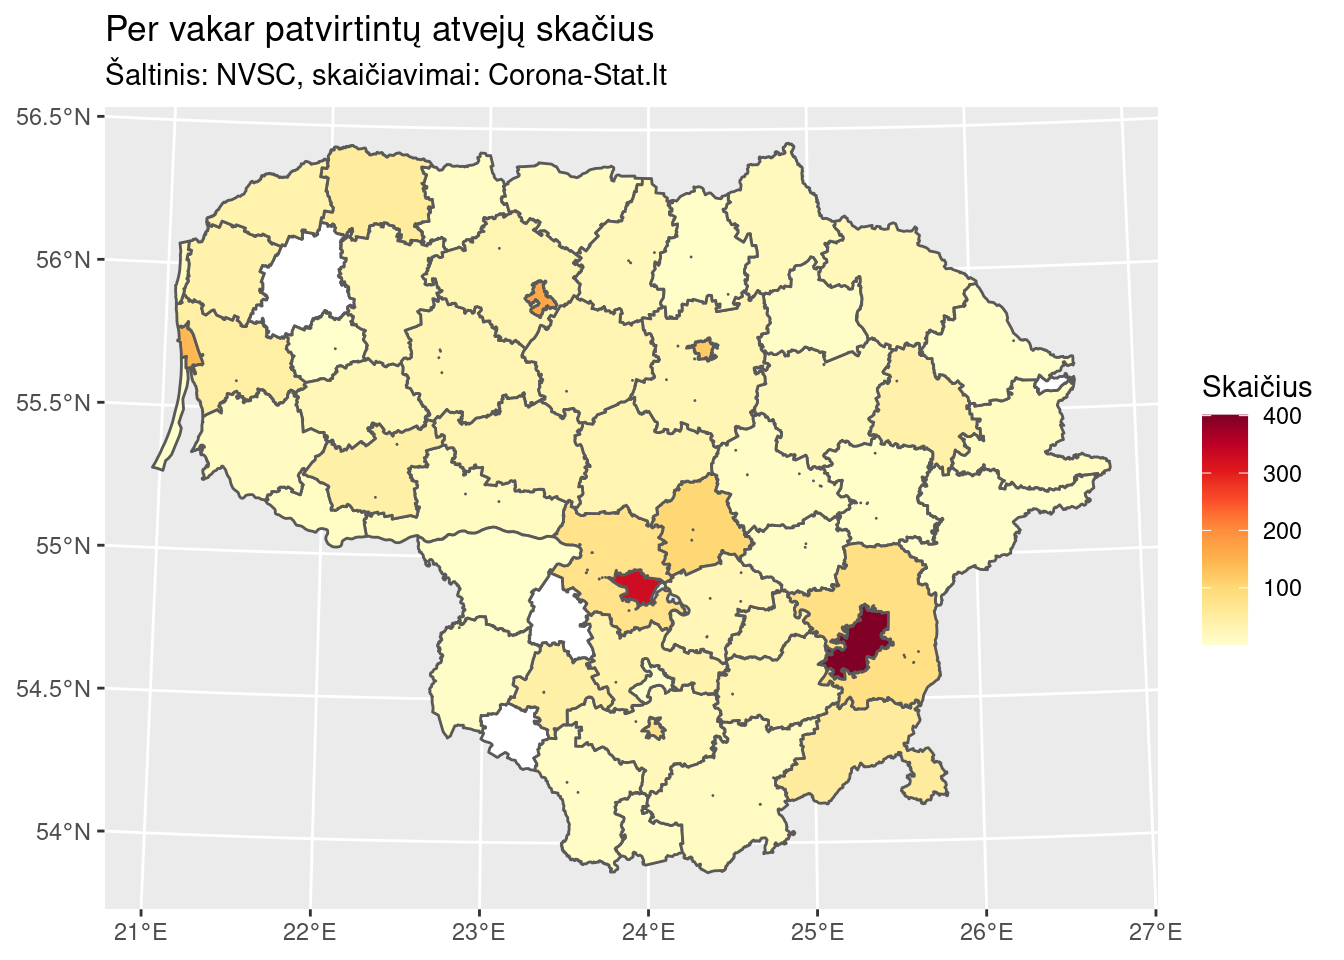 Per vakar patvirtintų atvejų skačius
Šaltinis: NVSC, skaičiavimai: Corona-Stat.lt
56.5°N
56°N
55.5°N
55°N
54.5°N
54°N
21°E
22°E
23°E
24°E
25°E
26°E
27°E
Skaičius
400
300
200
100